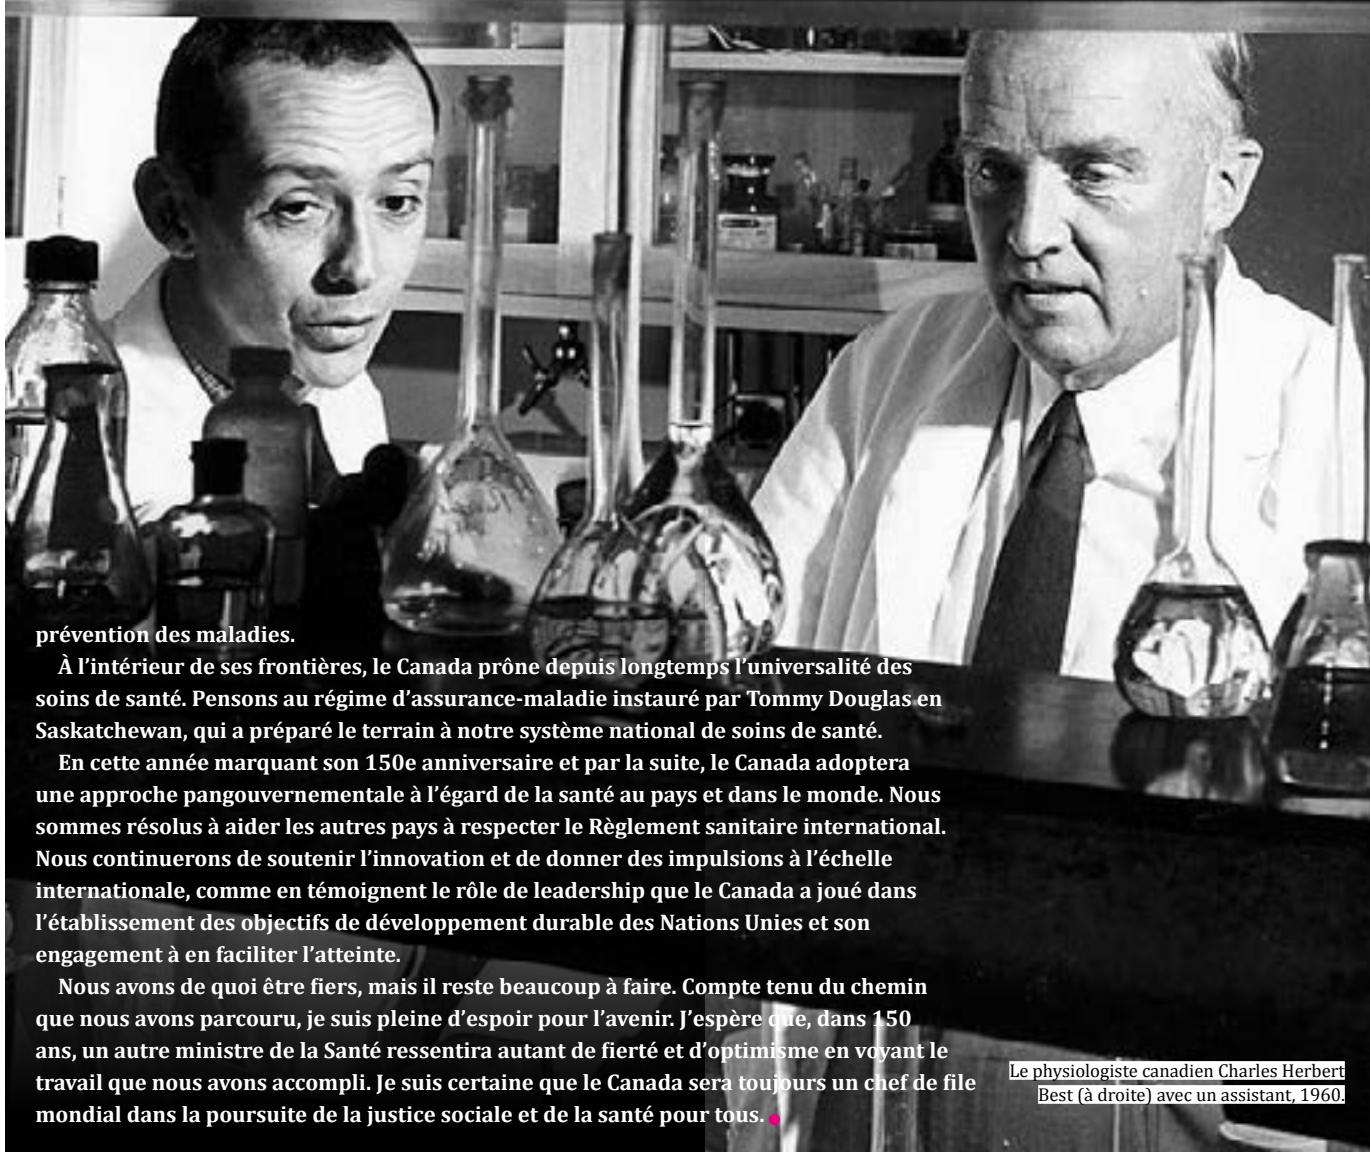 prévention des maladies.
À l’intérieur de ses frontières, le Canada prône depuis longtemps l’universalité des
soins de santé. Pensons au régime d’assurance-maladie instauré par Tommy Douglas en
Saskatchewan, qui a préparé le terrain à notre système national de soins de santé.
En cette année marquant son 150e anniversaire et par la suite, le Canada adoptera
une approche pangouvernementale à l’égard de la santé au pays et dans le monde. Nous
sommes résolus à aider les autres pays à respecter le Règlement sanitaire international.
Nous continuerons de soutenir l’innovation et de donner des impulsions à l’échelle
internationale, comme en témoignent le rôle de leadership que le Canada a joué dans
l’établissement des objectifs de développement durable des Nations Unies et son
engagement à en faciliter l’atteinte.
Nous avons de quoi être fiers, mais il reste beaucoup à faire. Compte tenu du chemin
que nous avons parcouru, je suis pleine d’espoir pour l’avenir. J’espère que, dans 150
ans, un autre ministre de la Santé ressentira autant de fierté et d’optimisme en voyant le
travail que nous avons accompli. Je suis certaine que le Canada sera toujours un chef de file
mondial dans la poursuite de la justice sociale et de la santé pour tous.
Le physiologiste canadien Charles Herbert
Best (à droite) avec un assistant, 1960.